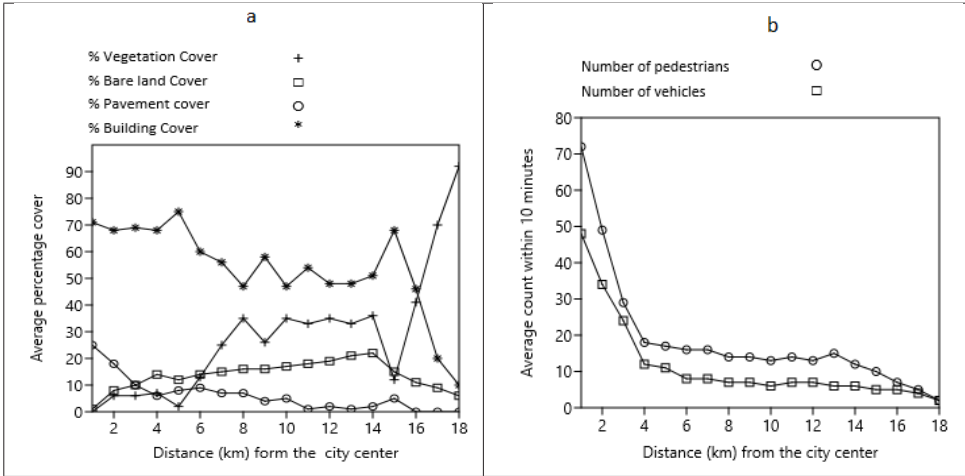 a
% Vegetation Cover
% Bare land Cover
% Pavement cover
% Building Cover
Average percentage cover
90
80
70
60
50
40
30
20
10
0
2 4 6 8 10 12 14 16 18
Distance (km) form the city center
b
Number of pedestrians
Number of vehicles
Average count within 10 minutes
80
70
60
50
40
30
20
10
0
2 4 6 8 10 12 14 16 18
Distance (km) from the city center